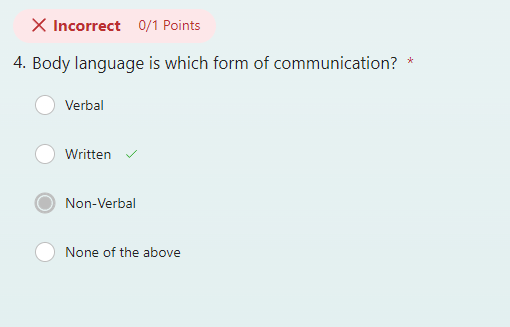 Incorrect 0/1 Points
4. Body language is which form of communication? *
Verbal
Written
Non-Verbal
None of the above